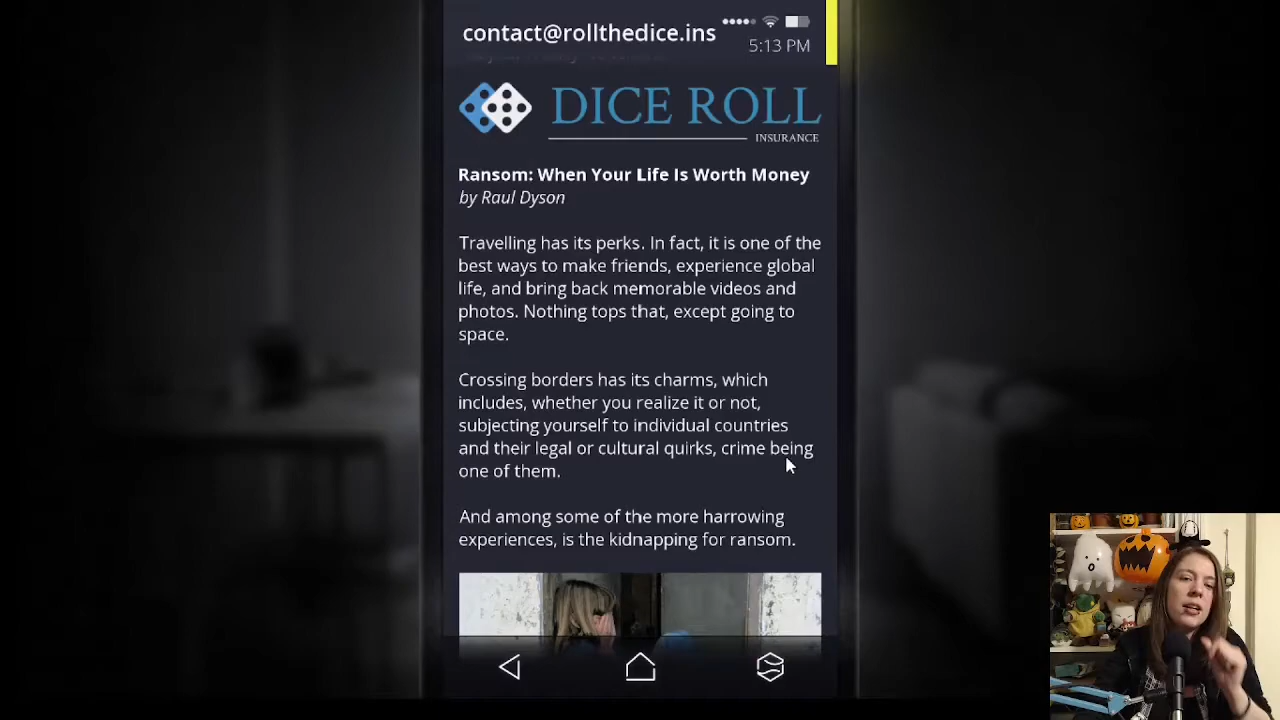 contact@rollthedice.ins
5:13 PM
DICE ROLL
INSURANCE
Ransom: When Your Life Is Worth Money
by Raul Dyson
Travelling has its perks. In fact, it is one of the
best ways to make friends, experience global
life, and bring back memorable videos and
photos. Nothing tops that, except going to
space.
Crossing borders has its charms, which
includes, whether you realize it or not,
subjecting yourself to individual countries
and their legal or cultural quirks, crime being
one of them.
And among some of the more harrowing
experiences, is the kidnapping for ransom.